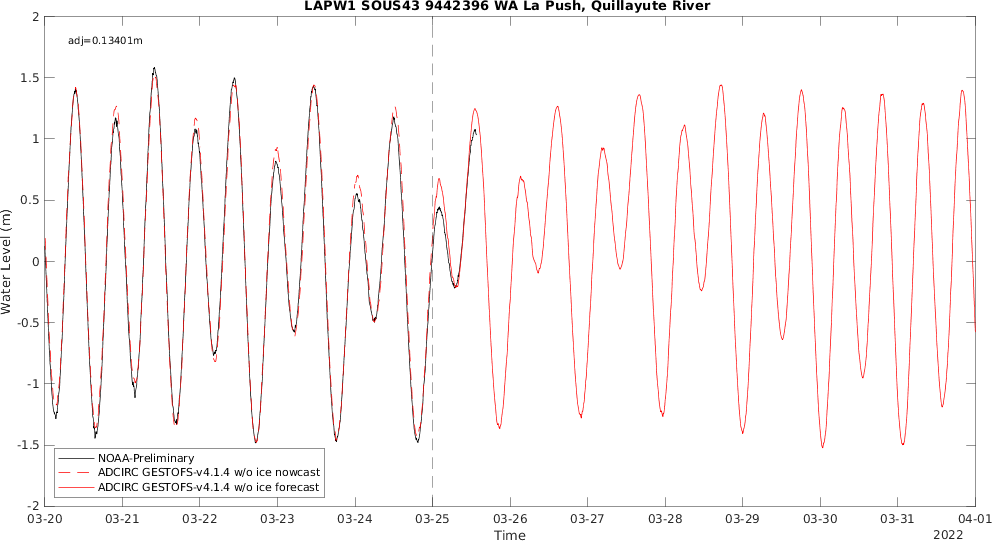 LAPW1 SOUS43 9442396 WA La Push, Quillayute River
adj=0.13401m
2
1.5
1
0.5
0
-0.5
-1
-1.5
-2
Water Level (m)
NOAA-Preliminary
ADCIRC GESTOFS-v4.1.4 w/o ice nowcast
ADCIRC GESTOFS-v4.1.4 w/o ice forecast
03-20 03-21 03-22 03-23 03-24 03-25 03-26 03-27 03-28 03-29 03-30 03-31 04-01
Time
2022